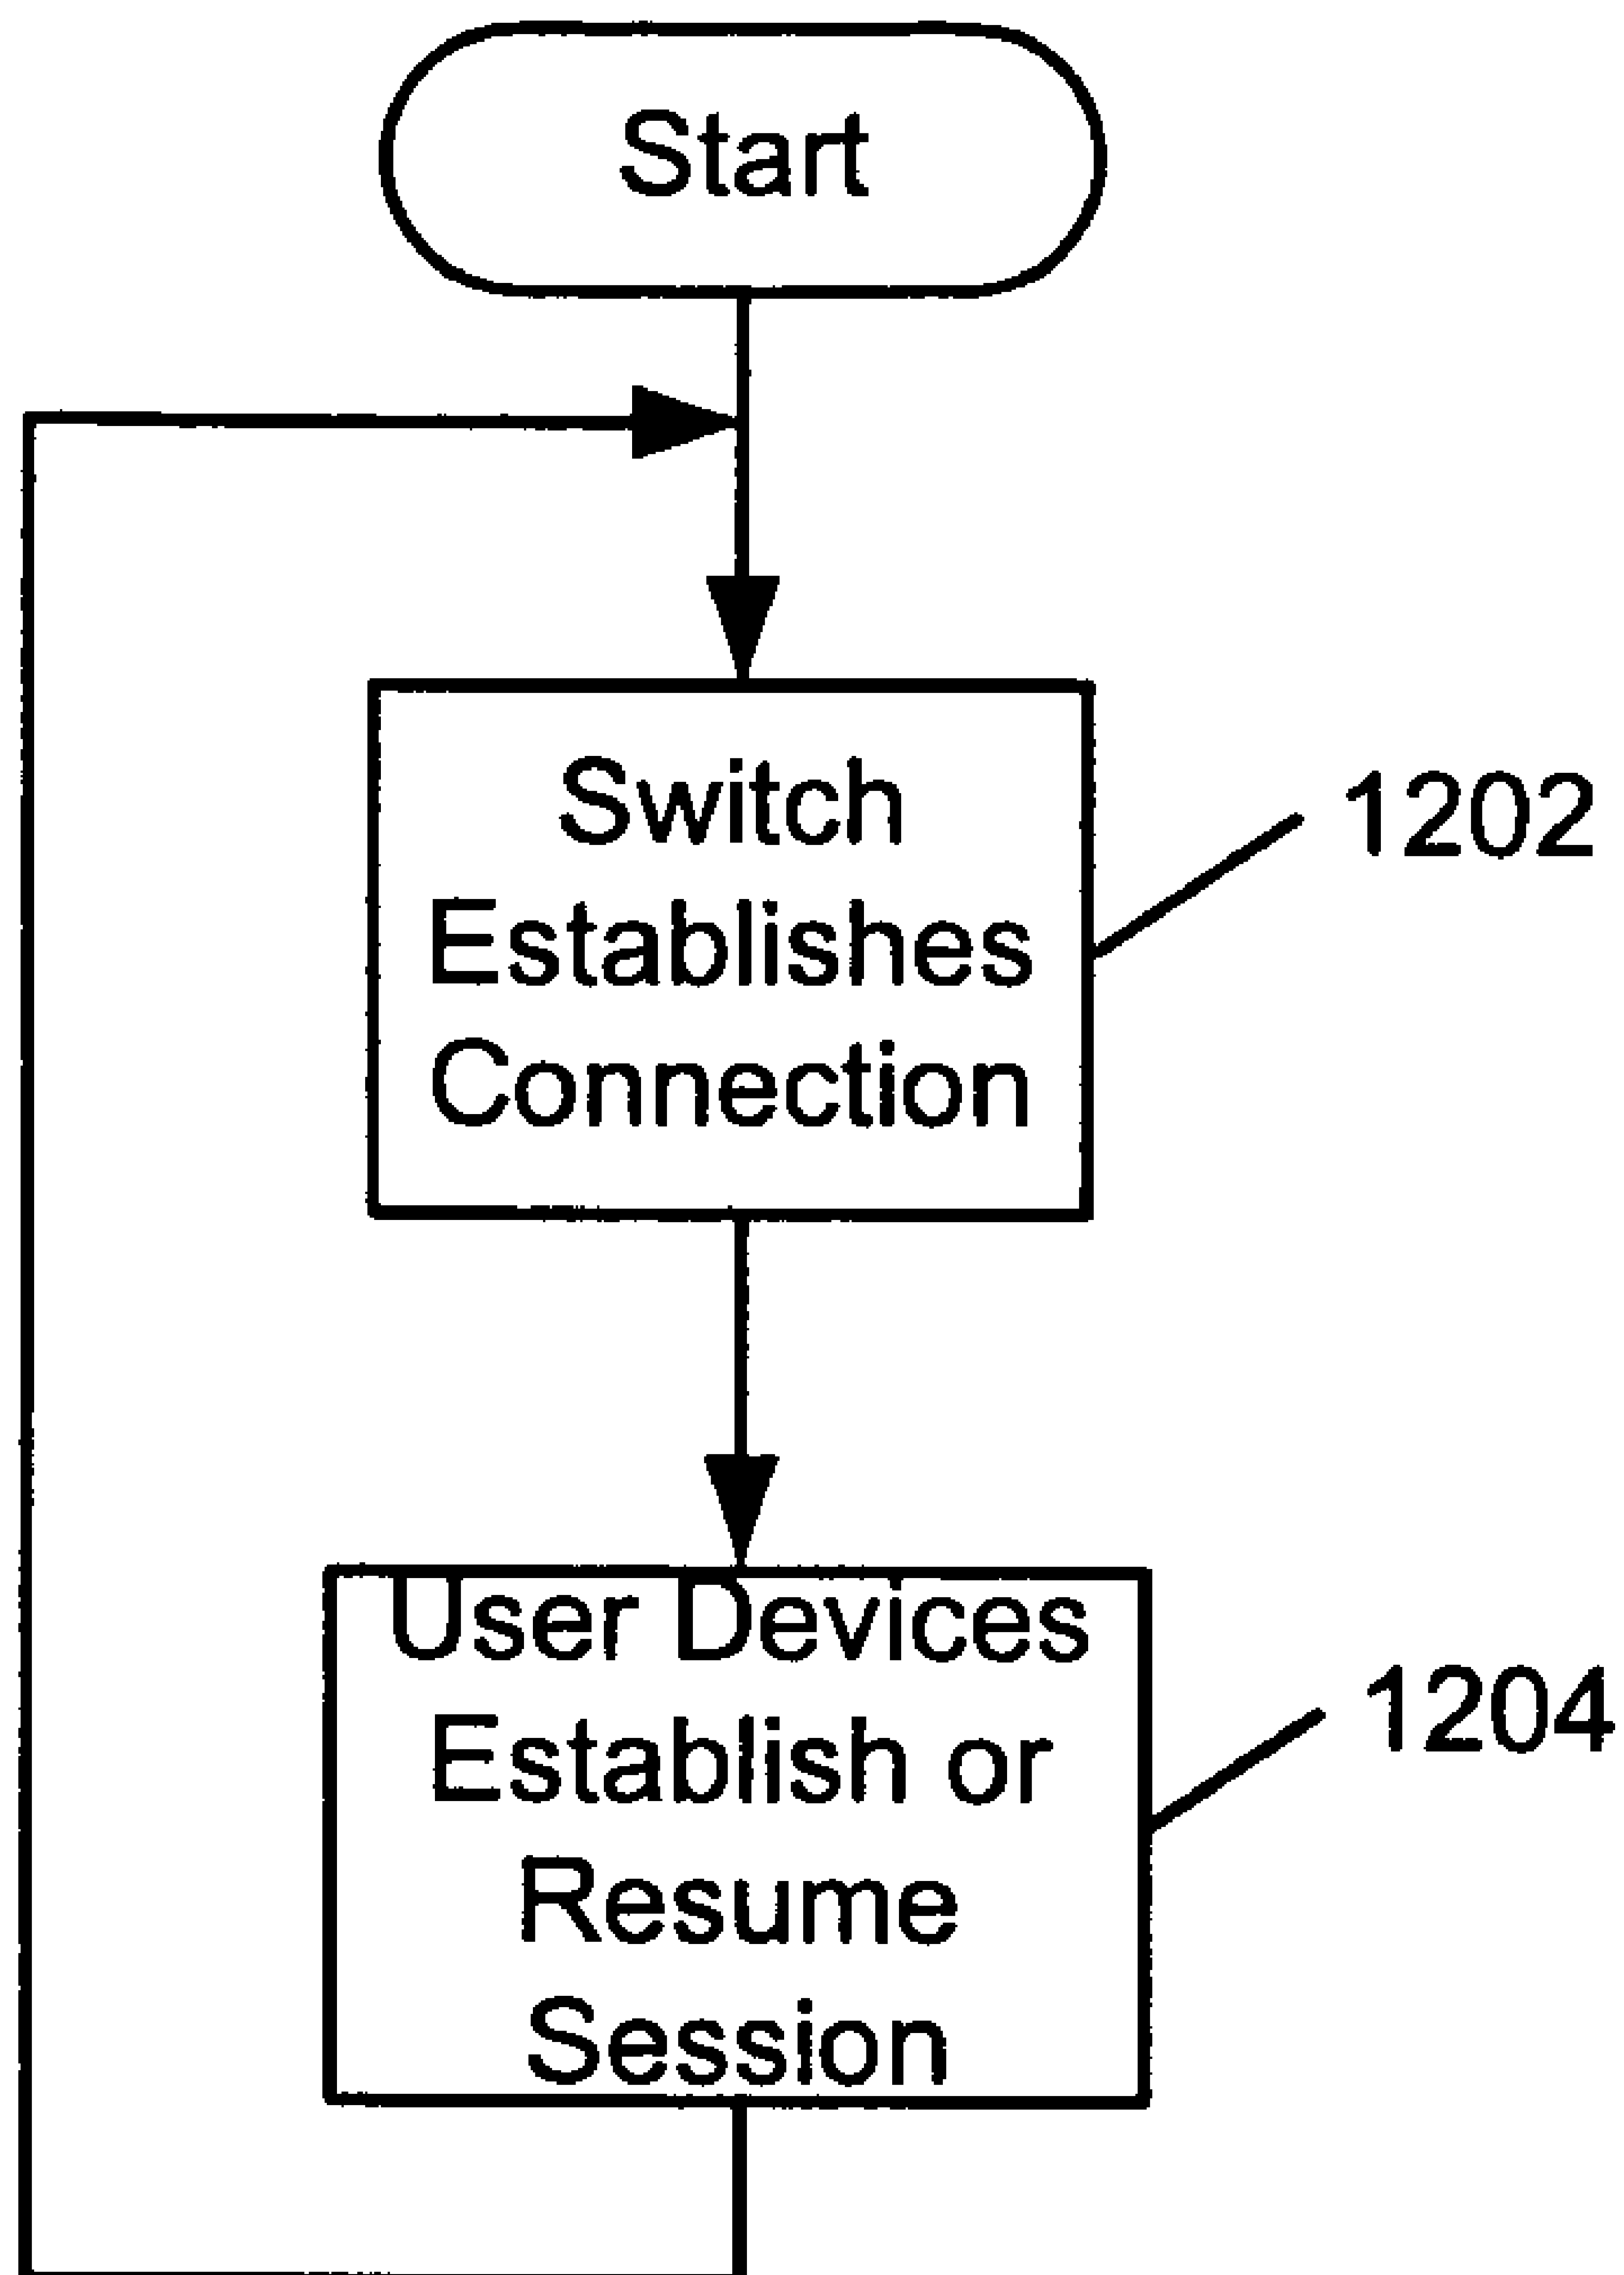 Start
Switch
Establishes
Connection
1202
User Devices
Establish or
Resume
Session
1204